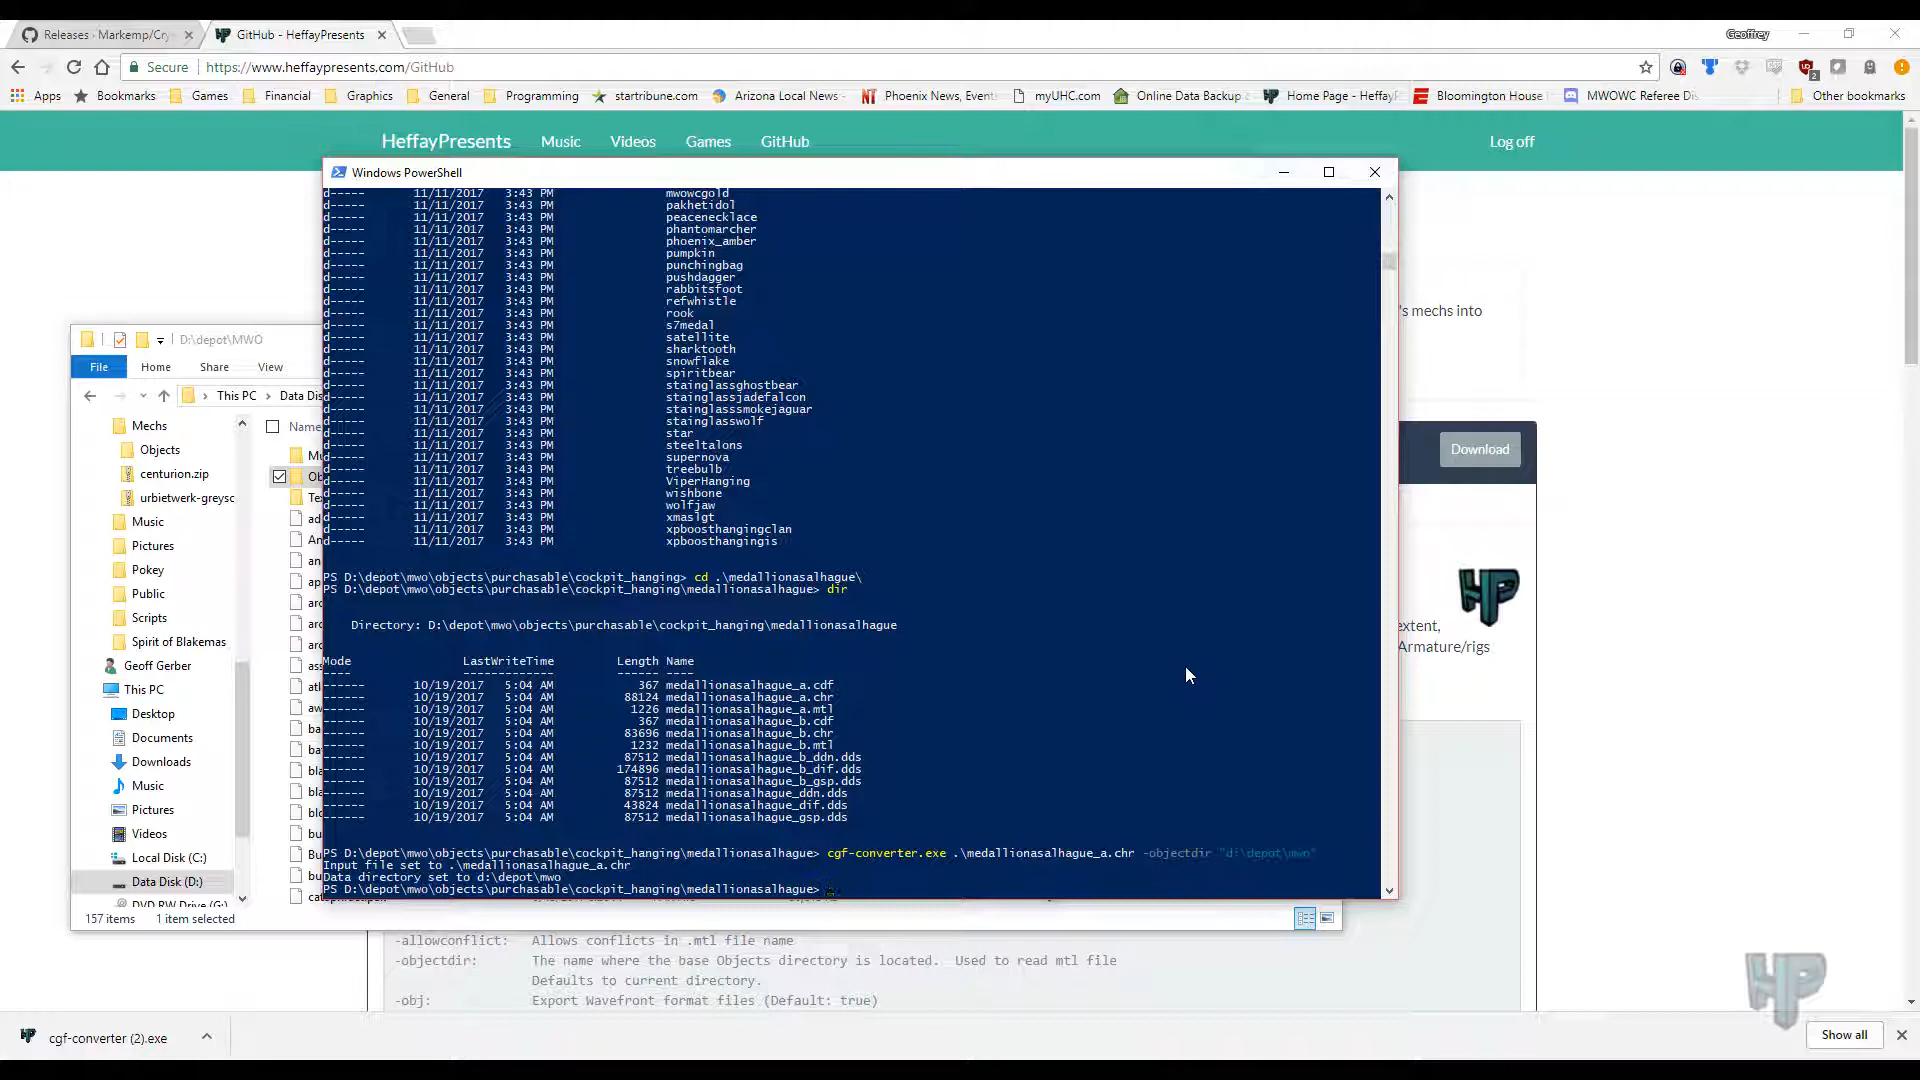 Releases · Markemp/Cry
GitHub - HeffayPresents
Geoffrey
Secure https://www.heffaypresents.com/GitHub
Apps Bookmarks Games Financial Graphics General Programming startribune.com Arizona Local News - Phoenix News, Event myUHC.com Online Data Backup Home Page - HeffayP Bloomington House MWOWC Referee Dis Other bookmarks
HeffayPresents Music Videos Games GitHub Log off
Windows PowerShell
d----- 11/11/2017 3:43 PM mwowcgold
d----- 11/11/2017 3:43 PM pakhetidol
d----- 11/11/2017 3:43 PM peacenecklace
d----- 11/11/2017 3:43 PM phantomarcher
d----- 11/11/2017 3:43 PM phoenix_amber
d----- 11/11/2017 3:43 PM pumpkin
d----- 11/11/2017 3:43 PM punchingbag
d----- 11/11/2017 3:43 PM pushdagger
d----- 11/11/2017 3:43 PM rabbitsfoot
d----- 11/11/2017 3:43 PM refwhistle
d----- 11/11/2017 3:43 PM rook
d----- 11/11/2017 3:43 PM s7medal
d----- 11/11/2017 3:43 PM satellite
d----- 11/11/2017 3:43 PM sharktooth
d----- 11/11/2017 3:43 PM snowflake
d----- 11/11/2017 3:43 PM spiritbear
d----- 11/11/2017 3:43 PM stainglassghostbear
d----- 11/11/2017 3:43 PM stainglassjadefalcon
d----- 11/11/2017 3:43 PM stainglasssmokejaguar
d----- 11/11/2017 3:43 PM stainglasswolf
d----- 11/11/2017 3:43 PM star
d----- 11/11/2017 3:43 PM steeltalons
d----- 11/11/2017 3:43 PM supernova
d----- 11/11/2017 3:43 PM treebulb
d----- 11/11/2017 3:43 PM ViperHanging
d----- 11/11/2017 3:43 PM wishbone
d----- 11/11/2017 3:43 PM wolfjaw
d----- 11/11/2017 3:43 PM xmaslgt
d----- 11/11/2017 3:43 PM xpboosthangingclan
d----- 11/11/2017 3:43 PM xpboosthangingis
PS D:\depot\mwo\objects\purchasable\cockpit_hanging> cd .\medallionasalhague\
PS D:\depot\mwo\objects\purchasable\cockpit_hanging\medallionasalhague> dir
Directory: D:\depot\mwo\objects\purchasable\cockpit_hanging\medallionasalhague
Mode LastWriteTime Length Name
---- ------------- ------ ----
------ 10/19/2017 5:04 AM 367 medallionasalhague_a.cdf
------ 10/19/2017 5:04 AM 88124 medallionasalhague_a.chr
------ 10/19/2017 5:04 AM 1226 medallionasalhague_a.mtl
------ 10/19/2017 5:04 AM 367 medallionasalhague_b.cdf
------ 10/19/2017 5:04 AM 83696 medallionasalhague_b.chr
------ 10/19/2017 5:04 AM 1232 medallionasalhague_b.mtl
------ 10/19/2017 5:04 AM 87512 medallionasalhague_b_ddn.dds
------ 10/19/2017 5:04 AM 174896 medallionasalhague_b_dif.dds
------ 10/19/2017 5:04 AM 87512 medallionasalhague_b_gsp.dds
------ 10/19/2017 5:04 AM 87512 medallionasalhague_ddn.dds
------ 10/19/2017 5:04 AM 43824 medallionasalhague_dif.dds
------ 10/19/2017 5:04 AM 87512 medallionasalhague_gsp.dds
PS D:\depot\mwo\objects\purchasable\cockpit_hanging\medallionasalhague> cgf-converter.exe .\medallionasalhague_a.chr -objectdir "d:\depot\mwo"
Input file set to .\medallionasalhague_a.chr
Data directory set to d:\depot\mwo
PS D:\depot\mwo\objects\purchasable\cockpit_hanging\medallionasalhague>
D:\depot\MWO
File Home Share View
This PC > Data Dis
Name
Mechs
Objects
centurion.zip
urbietwerk-greysc
Music
Pictures
Pokey
Public
Scripts
Spirit of Blakemas
Geoff Gerber
This PC
Desktop
Documents
Downloads
Music
Pictures
Videos
Local Disk (C:)
Data Disk (D:)
DVD RW Drive (G:)
157 items 1 item selected
's mechs into
Download
extent,
Armature/rigs
HP
-allowconflict: Allows conflicts in .mtl file name
-objectdir: The name where the base Objects directory is located. Used to read mtl file
Defaults to current directory.
-obj: Export Wavefront format files (Default: true)
HP
cgf-converter (2).exe
Show all